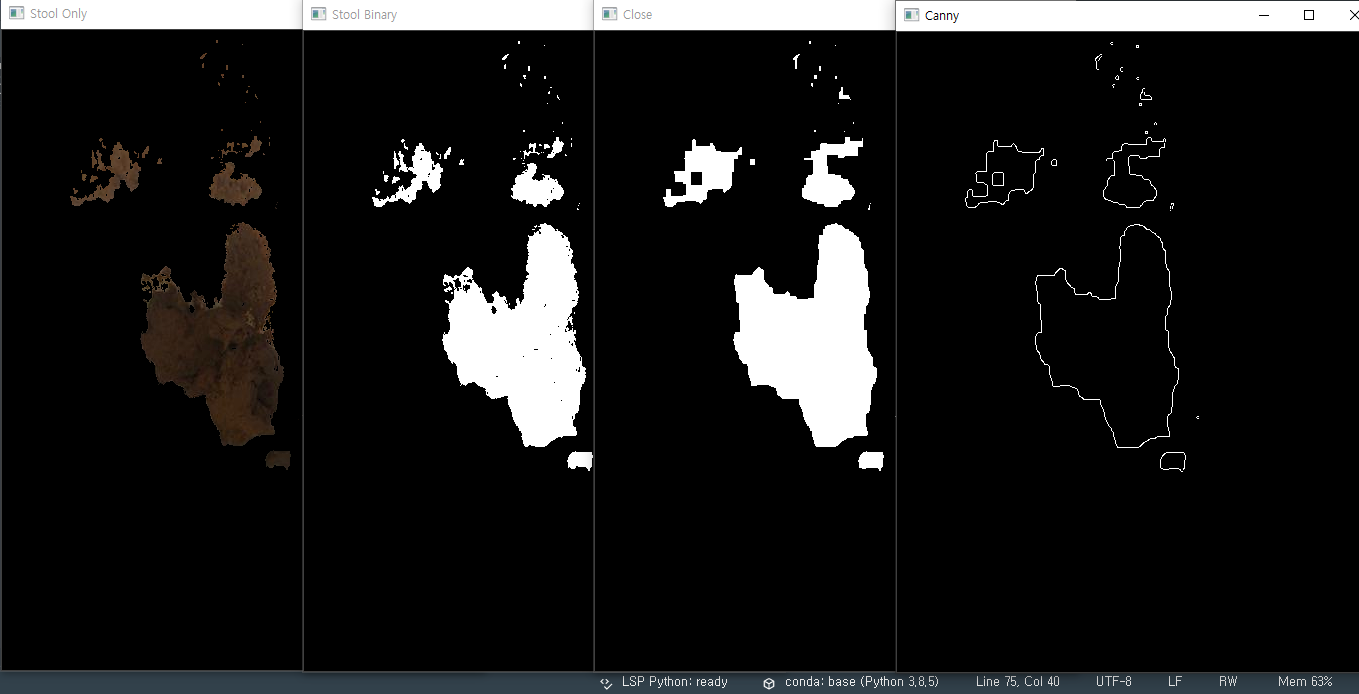 Stool Only
Stool Binary
Close
Canny
LSP Python: ready
conda: base (Python 3,8,5)
Line 75, Col 40
UTF-8
LF
RW
Mem 63%